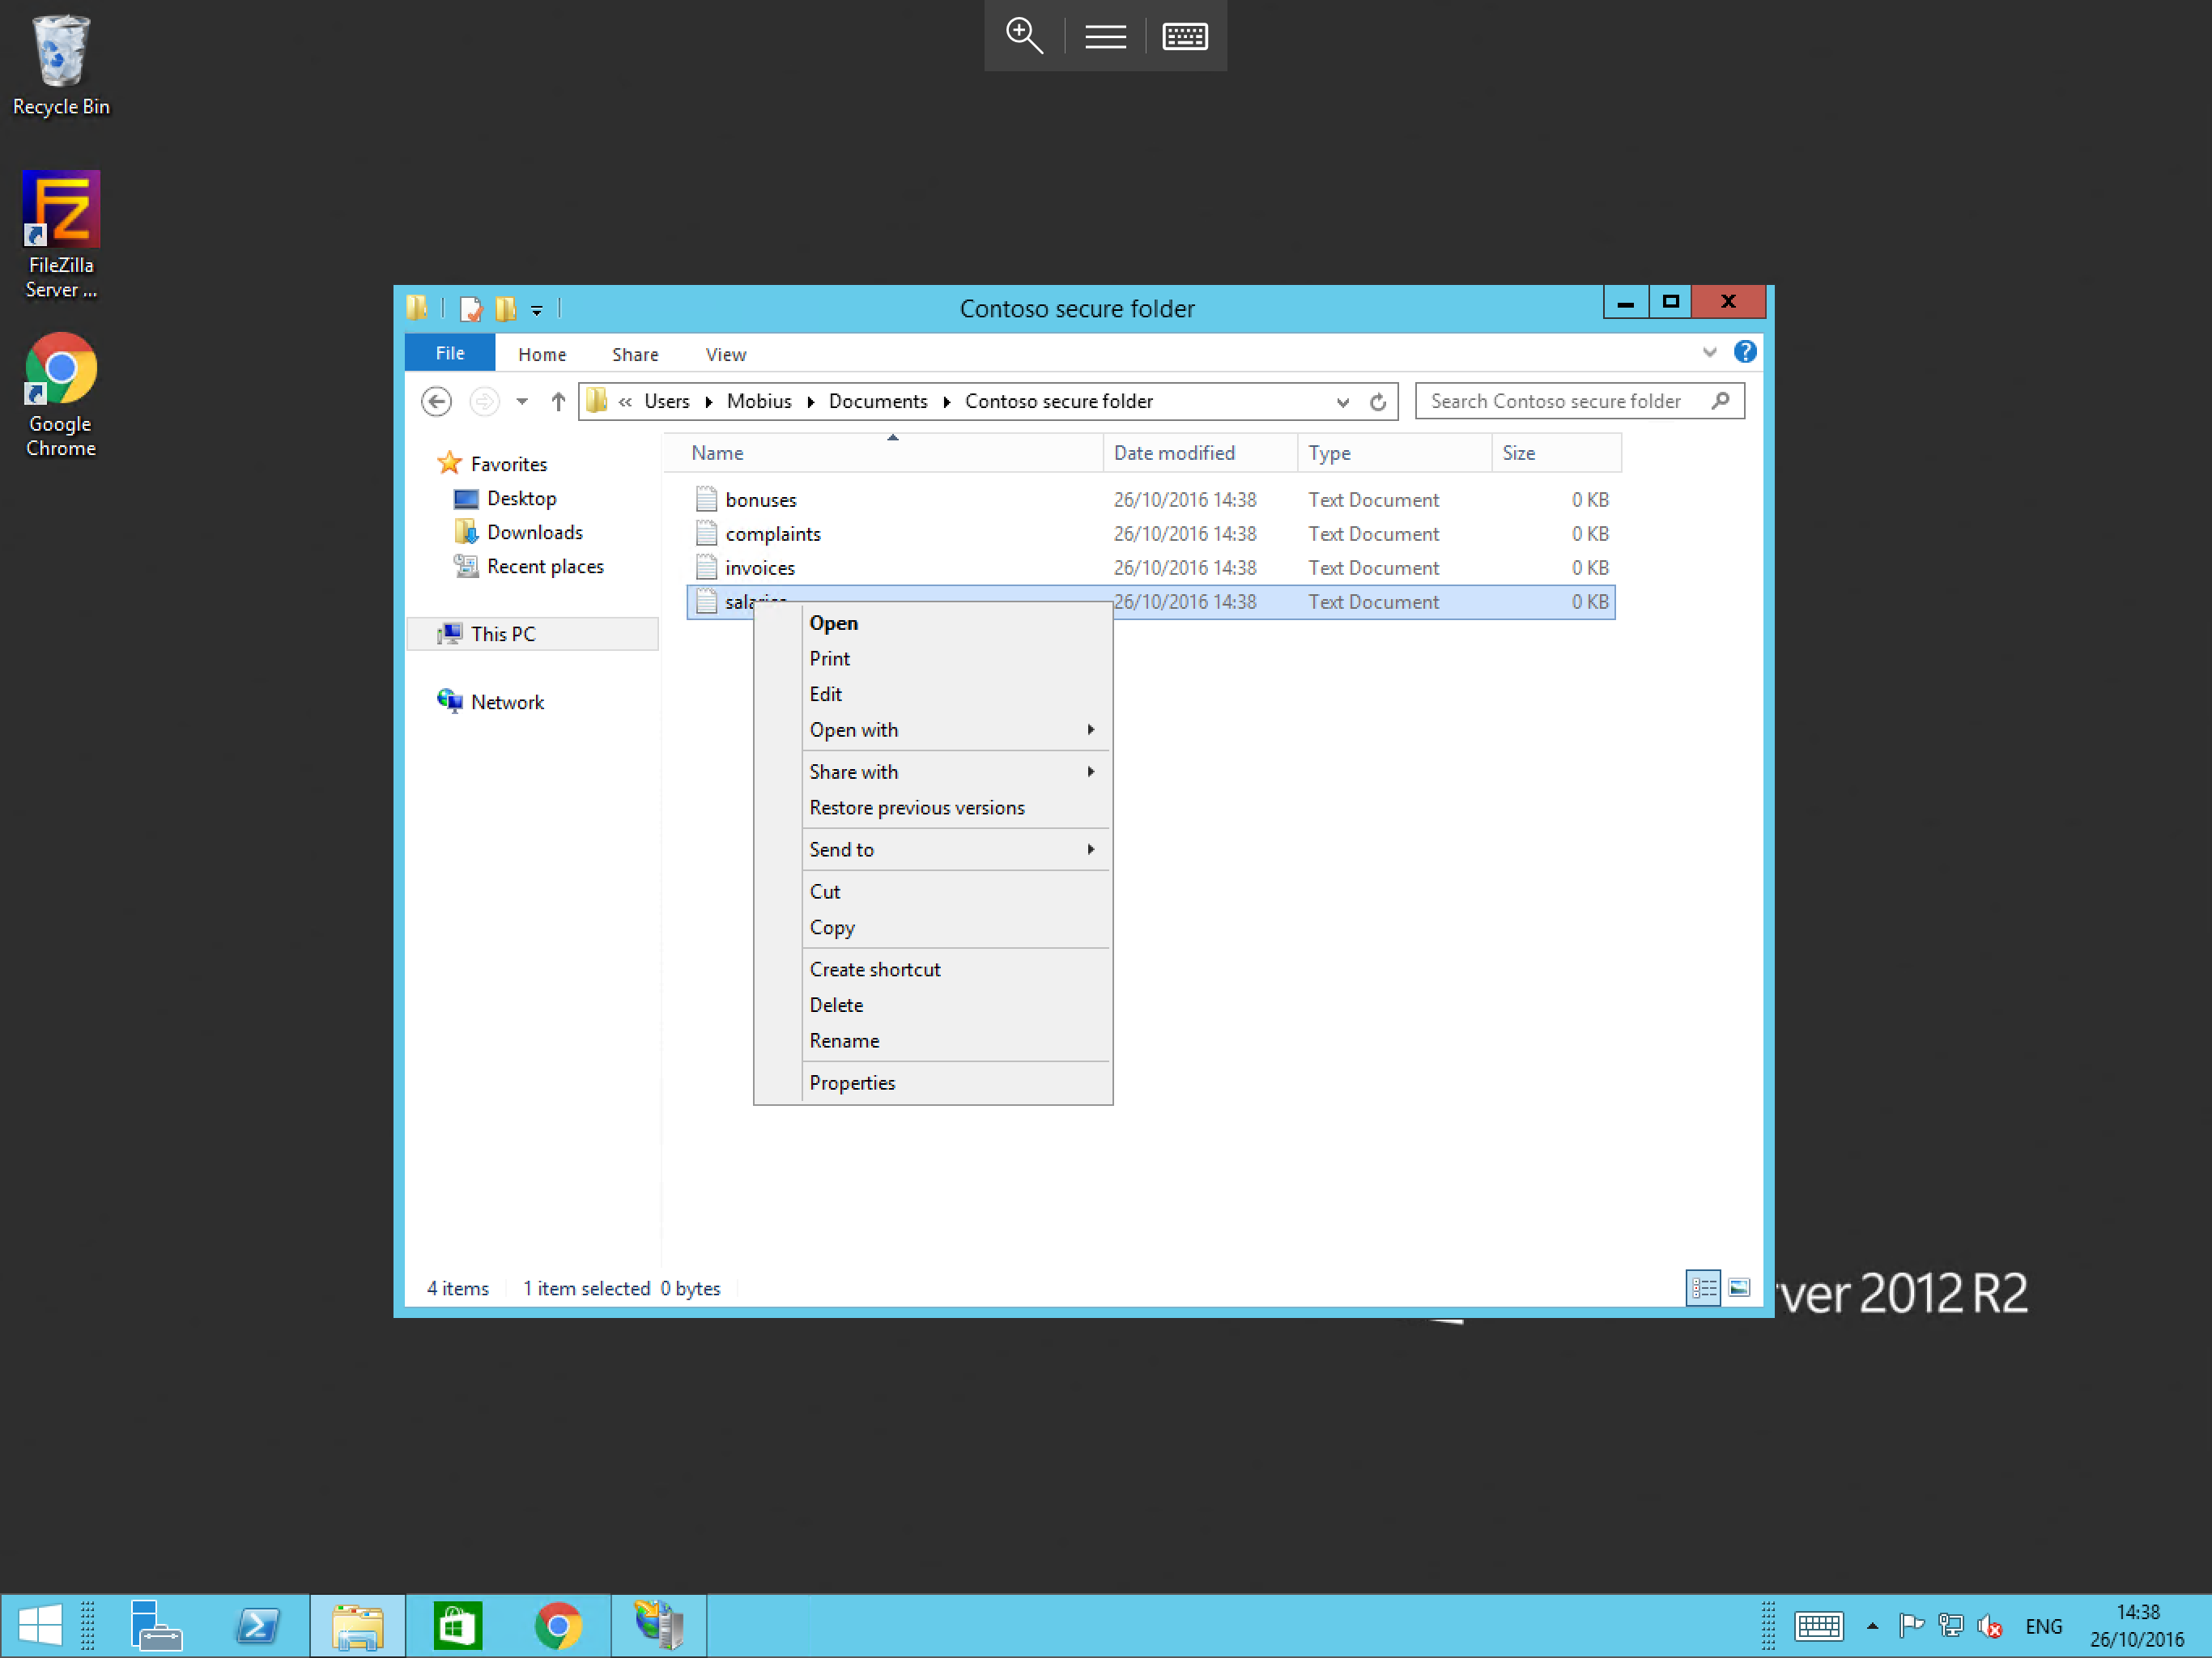 Recycle Bin
FileZilla
Server ...
Google
Chrome
Contoso secure folder
File Home Share View
« Users Mobius Documents Contoso secure folder
Search Contoso secure folder
Name Date modified Type Size
Favorites
Desktop
Downloads
Recent places
This PC
Network
bonuses 26/10/2016 14:38 Text Document 0 KB
complaints 26/10/2016 14:38 Text Document 0 KB
invoices 26/10/2016 14:38 Text Document 0 KB
salaries 26/10/2016 14:38 Text Document 0 KB
Open
Print
Edit
Open with
Share with
Restore previous versions
Send to
Cut
Copy
Create shortcut
Delete
Rename
Properties
4 items 1 item selected 0 bytes
ver 2012 R2
ENG
14:38
26/10/2016